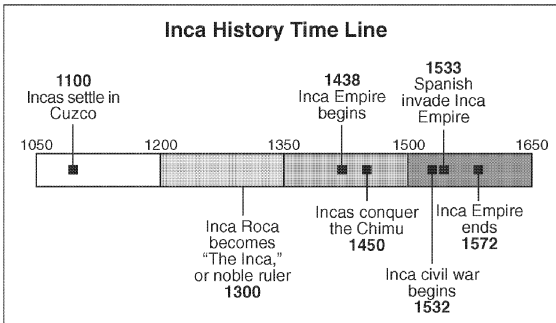 Inca History Time Line
1100
Incas settle in
Cuzco
1438
Inca Empire
begins
1533
Spanish
invade Inca
Empire
1050 1200 1350 1500 1650
Inca Roca
becomes
“The Inca,”
or noble ruler
1300
Incas conquer
the Chimu
1450
Inca Empire
ends
1572
Inca civil war
begins
1532